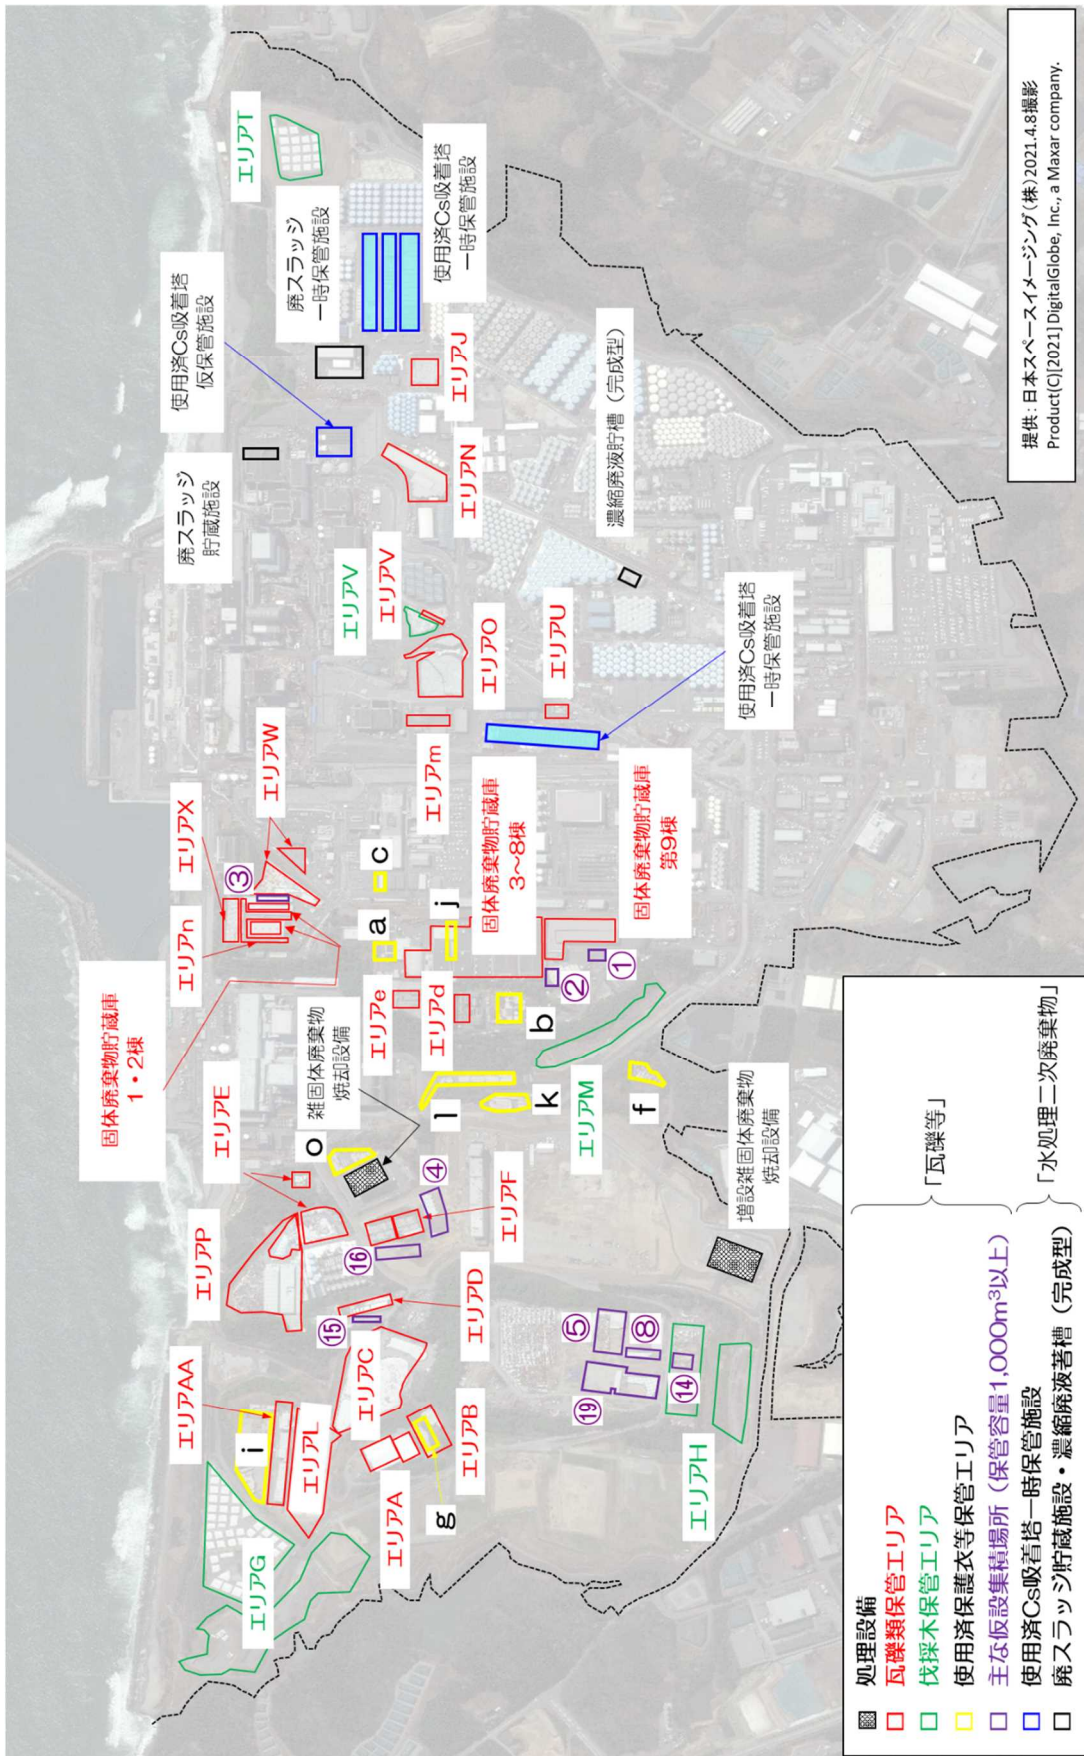 エリアT
廃スラッジ
一時保管施設
使用済Cs吸着塔
一時保管施設
使用済Cs吸着塔
仮保管施設
廃スラッジ
貯蔵施設
エリアJ
エリアN
濃縮廃液貯槽（完成型）
エリアV
エリアV
エリアO
エリアU
使用済Cs吸着塔
一時保管施設
エリアm
エリアW
エリアX
③
エリアn
固体廃棄物貯蔵庫
1・2棟
c
a
j
固体廃棄物貯蔵庫
3～8棟
固体廃棄物貯蔵庫
第9棟
①
②
エリアe
エリアd
b
エリアM
f
l
k
雑固体廃棄物
焼却設備
o
エリアE
エリアP
④
エリアF
⑯
エリアD
⑮
エリアC
エリアAA
i
エリアL
エリアG
エリアA
エリアB
g
増設雑固体廃棄物
焼却設備
⑤
⑧
⑲
⑭
エリアH
処理設備
瓦礫類保管エリア
伐採木保管エリア
使用済保護衣等保管エリア
主な仮設集積場所（保管容量1,000m³以上）
使用済Cs吸着塔一時保管施設
廃スラッジ貯蔵施設・濃縮廃液著槽（完成型）
「瓦礫等」
「水処理二次廃棄物」
提供：日本スペースイメージング（株）2021.4.8撮影
Product(C)[2021] DigitalGlobe, Inc., a Maxar company.